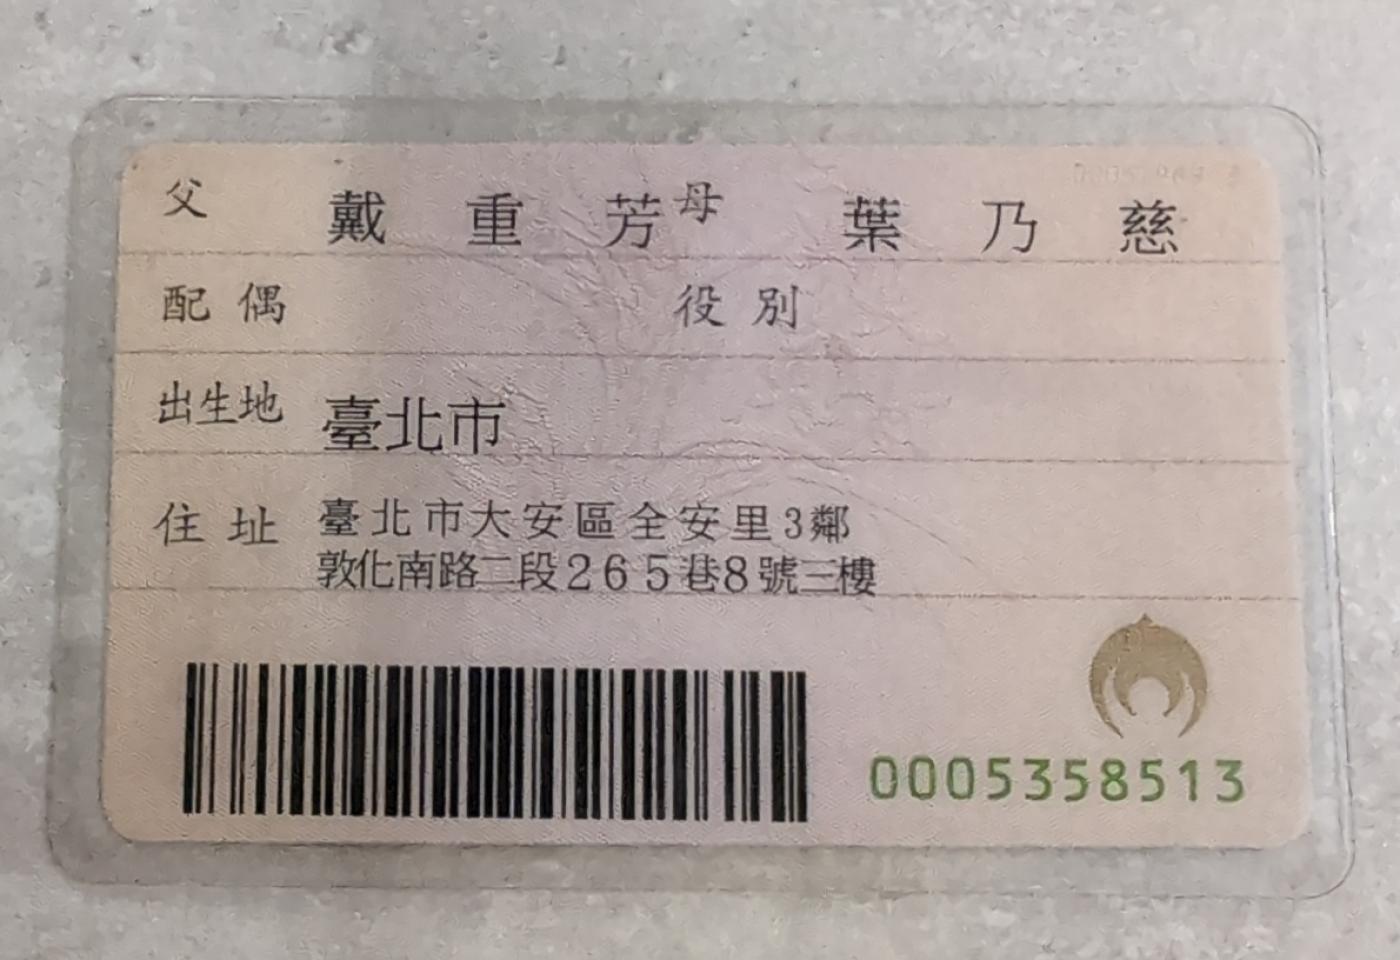 父 戴重芳 母 葉乃慈
配偶 役別
出生地 臺北市
住址 臺北市大安區全安里3鄰
敦化南路二段265巷8號三樓
0005358513